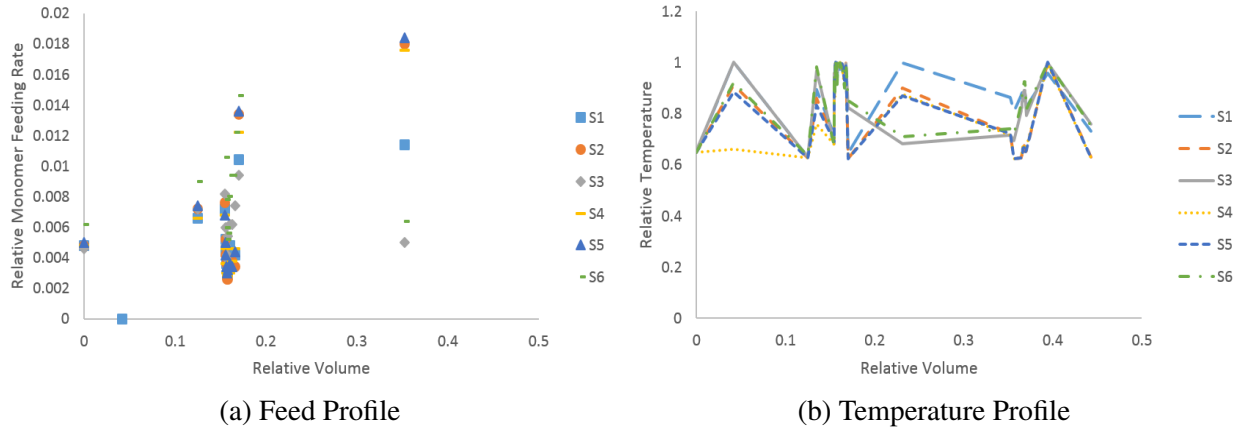 Relative Monomer Feeding Rate
0.02
0.018
0.016
0.014
0.012
0.01
0.008
0.006
0.004
0.002
0
0
0.1
0.2
0.3
0.4
0.5
Relative Volume
S1
S2
S3
S4
S5
S6
(a) Feed Profile
Relative Temperature
1.2
1
0.8
0.6
0.4
0.2
0
0.1
0.2
0.3
0.4
0.5
Relative Volume
S1
S2
S3
S4
S5
S6
(b) Temperature Profile